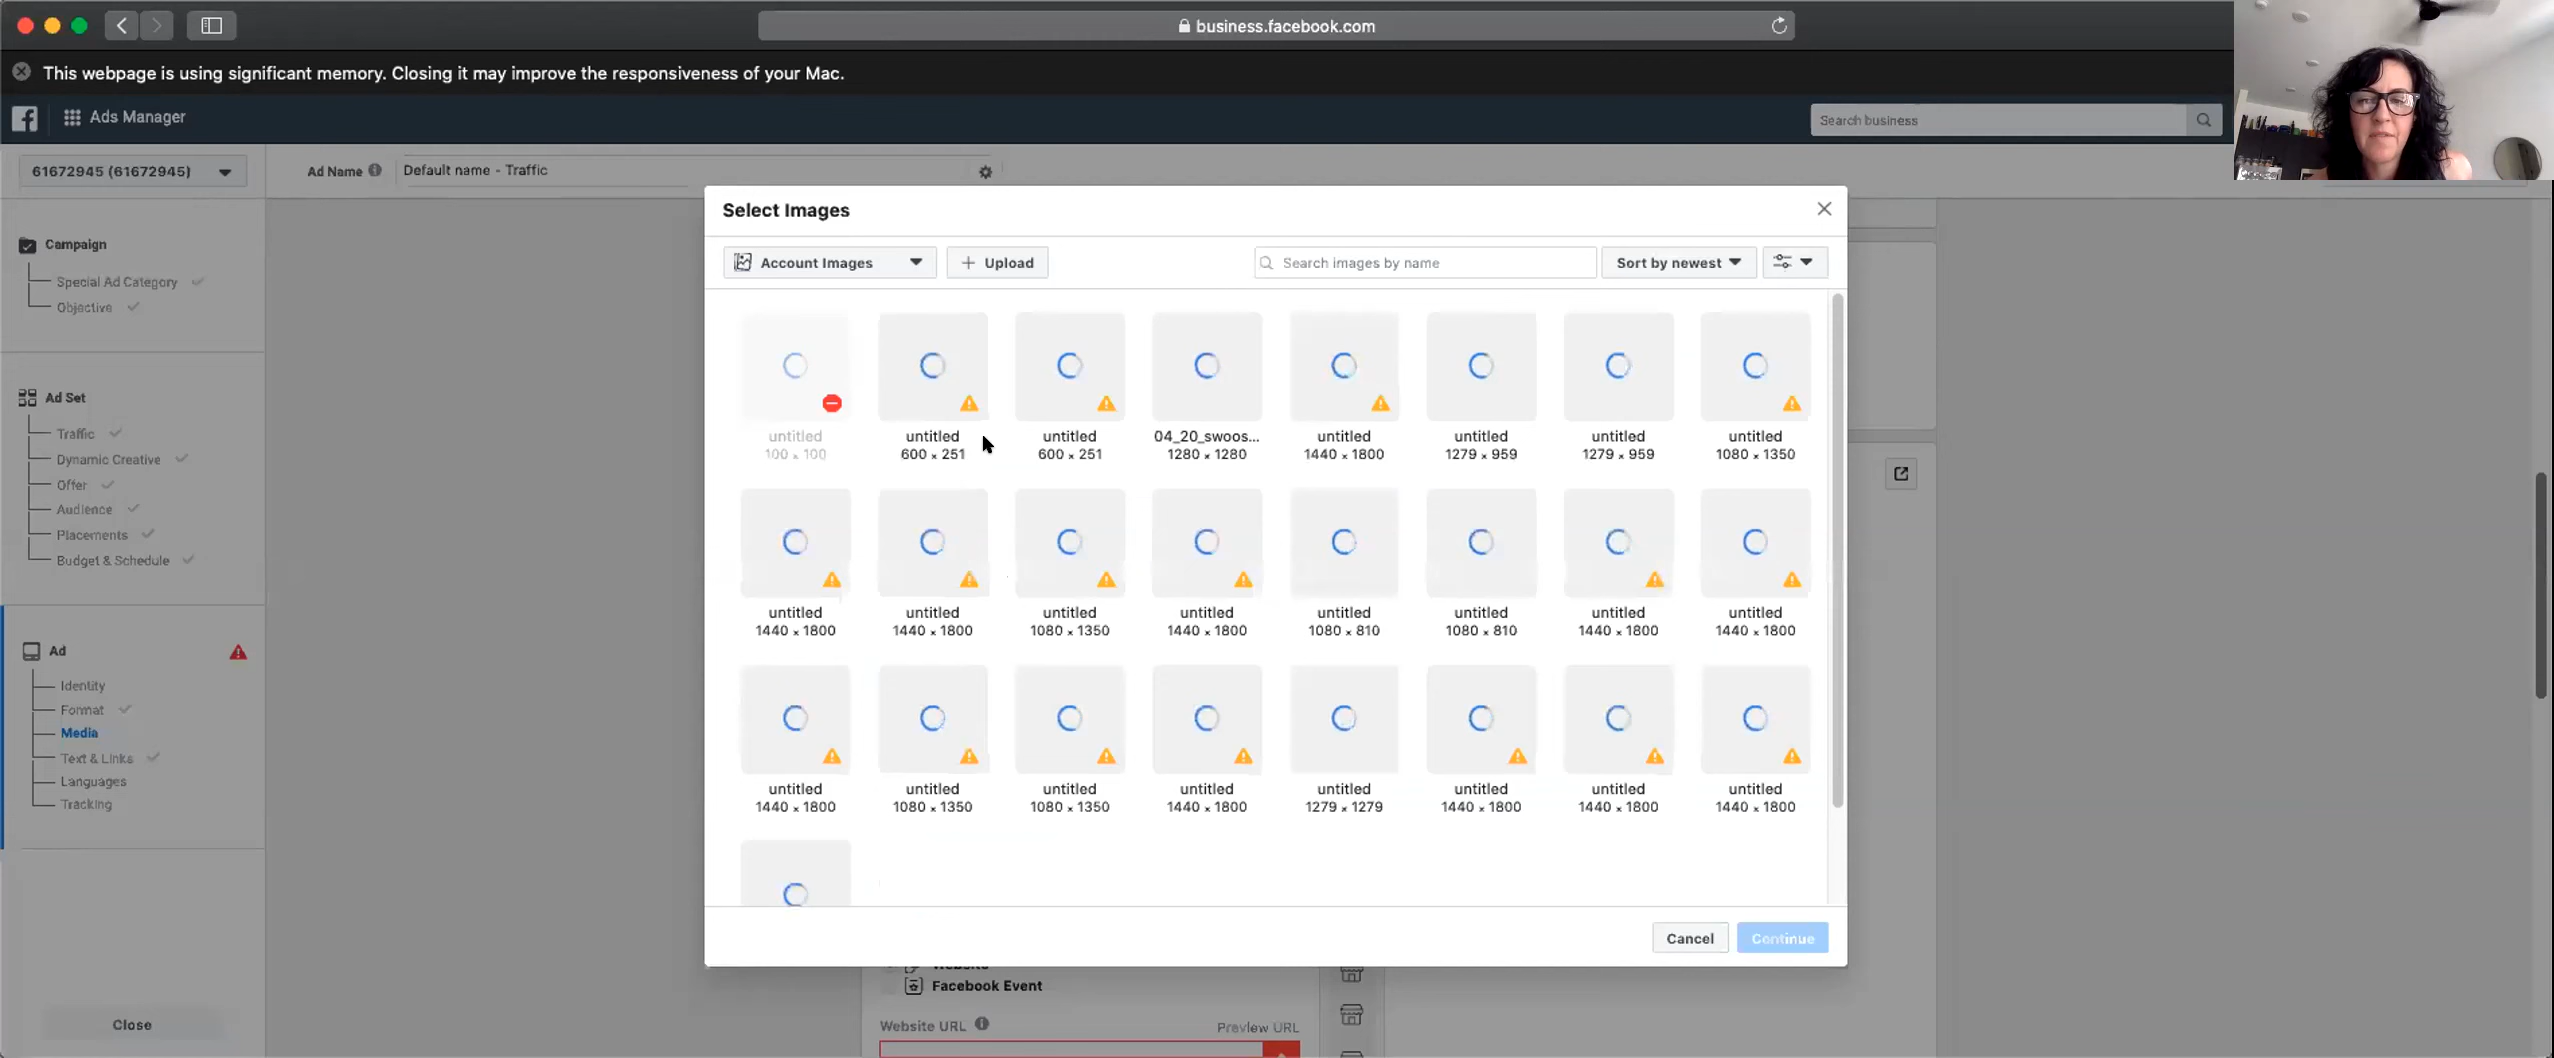 business.facebook.com
This webpage is using significant memory. Closing it may improve the responsiveness of your Mac.
Ads Manager
Search business
61672945 (61672945)
Ad Name
Default name - Traffic
Campaign
Special Ad Category
Objective
Ad Set
Traffic
Dynamic Creative
Offer
Audience
Placements
Budget & Schedule
Ad
Identity
Format
Media
Text & Links
Languages
Tracking
Close
Select Images
Account Images
Upload
Search images by name
Sort by newest
untitled untitled untitled 04_20_swoos... untitled untitled untitled untitled
100 × 100 600 × 251 600 × 251 1280 × 1280 1440 × 1800 1279 × 959 1279 × 959 1080 × 1350
untitled untitled untitled untitled untitled untitled untitled untitled
1440 × 1800 1440 × 1800 1080 × 1350 1440 × 1800 1080 × 810 1080 × 810 1440 × 1800 1440 × 1800
untitled untitled untitled untitled untitled untitled untitled untitled
1440 × 1800 1080 × 1350 1080 × 1350 1440 × 1800 1279 × 1279 1440 × 1800 1440 × 1800 1440 × 1800
Cancel
Continue
Facebook Event
Website URL
Preview URL